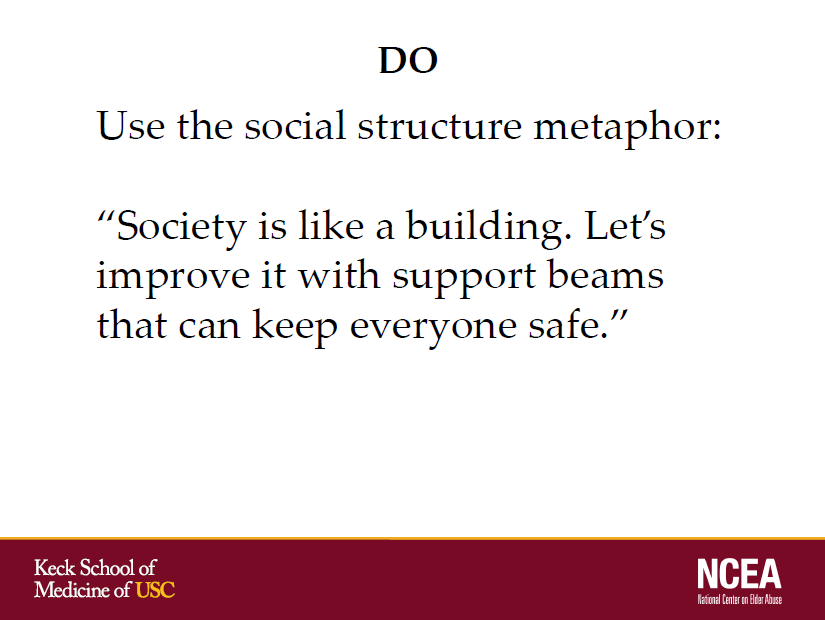 DO
Use the social structure metaphor:
“Society is like a building. Let’s
improve it with support beams
that can keep everyone safe.”
Keck School of
Medicine of USC
NCEA
National Center on Elder Abuse